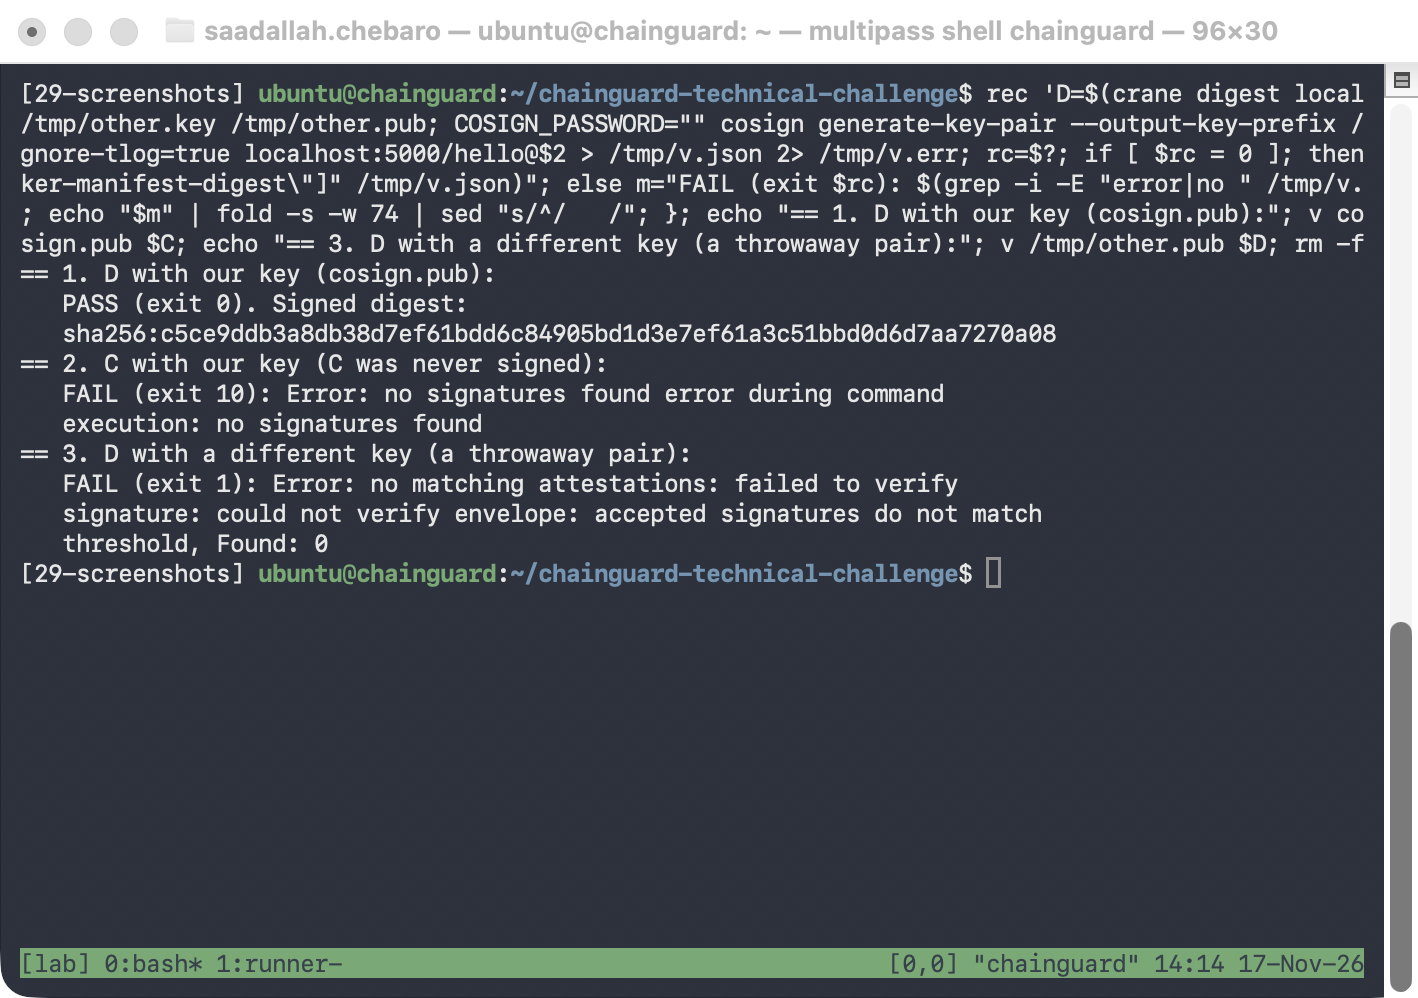 saadallah.chebaro — ubuntu@chainguard: ~ — multipass shell chainguard — 96×30
[29-screenshots] ubuntu@chainguard:~/chainguard-technical-challenge$ rec 'D=$(crane digest local
/tmp/other.key /tmp/other.pub; COSIGN_PASSWORD="" cosign generate-key-pair --output-key-prefix /
gnore-tlog=true localhost:5000/hello@$2 > /tmp/v.json 2> /tmp/v.err; rc=$?; if [ $rc = 0 ]; then
ker-manifest-digest\"]" /tmp/v.json)"; else m="FAIL (exit $rc): $(grep -i -E "error|no " /tmp/v.
; echo "$m" | fold -s -w 74 | sed "s/^/   /"; }; echo "== 1. D with our key (cosign.pub):"; v co
sign.pub $C; echo "== 3. D with a different key (a throwaway pair):"; v /tmp/other.pub $D; rm -f
== 1. D with our key (cosign.pub):
   PASS (exit 0). Signed digest:
   sha256:c5ce9ddb3a8db38d7ef61bdd6c84905bd1d3e7ef61a3c51bbd0d6d7aa7270a08
== 2. C with our key (C was never signed):
   FAIL (exit 10): Error: no signatures found error during command
   execution: no signatures found
== 3. D with a different key (a throwaway pair):
   FAIL (exit 1): Error: no matching attestations: failed to verify
   signature: could not verify envelope: accepted signatures do not match
   threshold, Found: 0
[29-screenshots] ubuntu@chainguard:~/chainguard-technical-challenge$
[lab] 0:bash* 1:runner- [0,0] "chainguard" 14:14 17-Nov-26